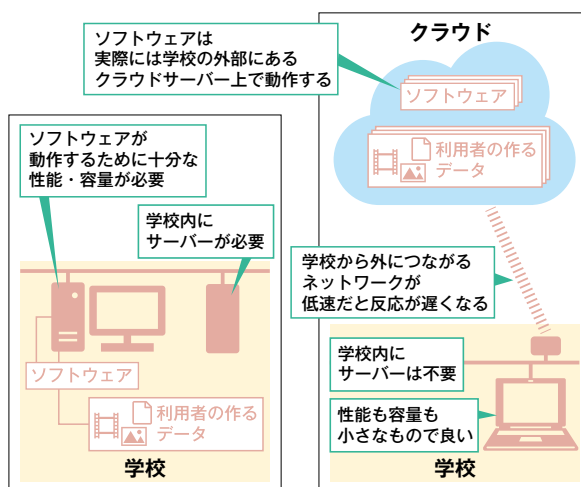 ソフトウェアは
実際には学校の外部にある
クラウドサーバー上で動作する
クラウド
ソフトウェア
利用者の作る
データ
ソフトウェアが
動作するために十分な
性能・容量が必要
学校内に
サーバーが必要
ソフトウェア
利用者の作る
データ
学校
学校から外につながる
ネットワークが
低速だと反応が遅くなる
学校内に
サーバーは不要
性能も容量も
小さなもので良い
学校